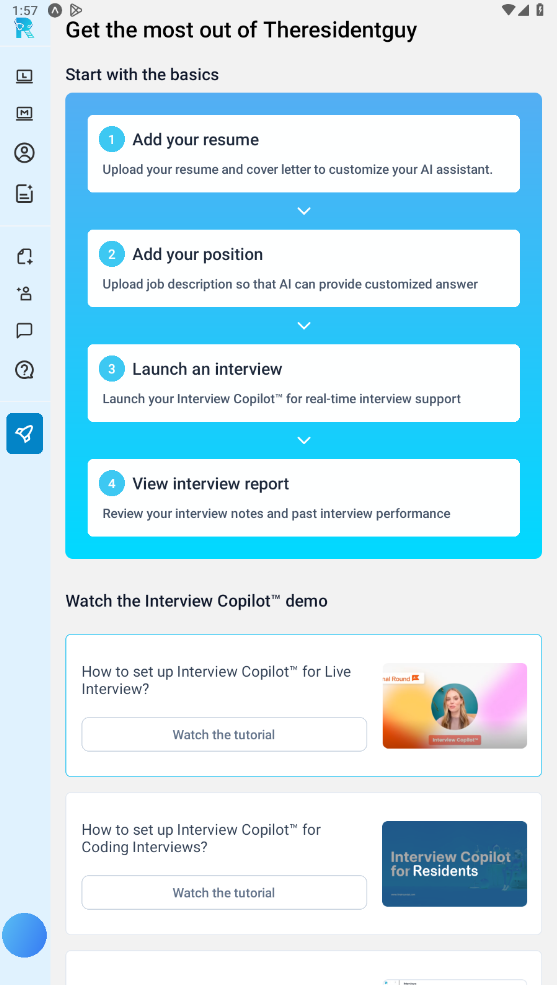 1:57
Get the most out of Theresidentguy
Start with the basics
1 Add your resume
Upload your resume and cover letter to customize your AI assistant.
2 Add your position
Upload job description so that AI can provide customized answer
3 Launch an interview
Launch your Interview Copilot™ for real-time interview support
4 View interview report
Review your interview notes and past interview performance
Watch the Interview Copilot™ demo
How to set up Interview Copilot™ for Live
Interview?
Watch the tutorial
nal Round
Interview Copilot™
How to set up Interview Copilot™ for
Coding Interviews?
Watch the tutorial
Interview Copilot
for Residents